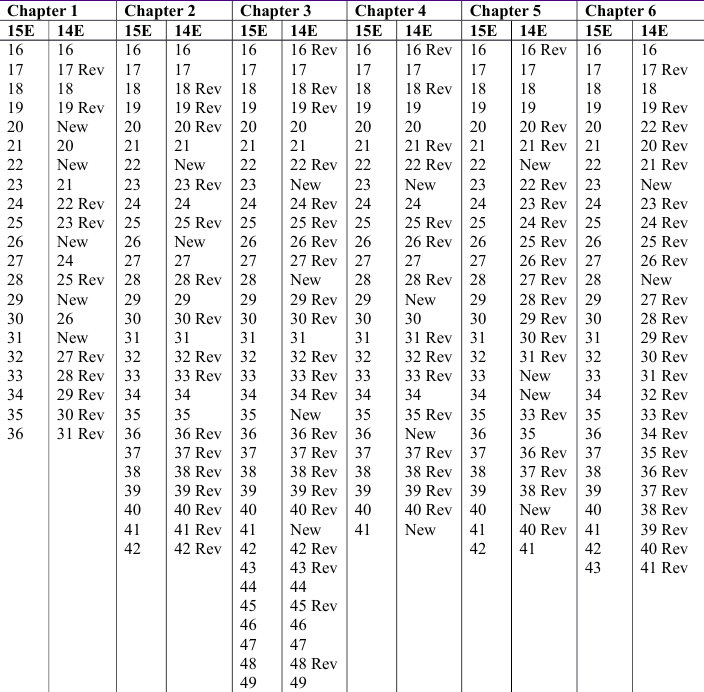 Chapter 1 Chapter 2 Chapter 3 Chapter 4 Chapter 5 Chapter 6
15E 14E 15E 14E 15E 14E 15E 14E 15E 14E 15E 14E
16 16 16 16 16 16 Rev 16 16 Rev 16 16 Rev 16 16
17 17 Rev 17 17 17 17 17 17 17 17 17 17 Rev
18 18 18 18 Rev 18 18 Rev 18 18 Rev 18 18 18 18
19 19 Rev 19 19 Rev 19 19 Rev 19 19 19 19 19 19 Rev
20 New 20 20 Rev 20 20 20 20 20 20 Rev 20 22 Rev
21 20 21 21 21 21 21 21 Rev 21 21 Rev 21 20 Rev
22 New 22 New 22 22 Rev 22 22 Rev 22 New 22 21 Rev
23 21 23 23 Rev 23 New 23 New 23 22 Rev 23 New
24 22 Rev 24 24 24 24 Rev 24 24 24 23 Rev 24 23 Rev
25 23 Rev 25 25 Rev 25 25 Rev 25 25 Rev 25 24 Rev 25 24 Rev
26 New 26 New 26 26 Rev 26 26 Rev 26 25 Rev 26 25 Rev
27 24 27 27 27 27 Rev 27 27 27 26 Rev 27 26 Rev
28 25 Rev 28 28 Rev 28 New 28 28 Rev 28 27 Rev 28 New
29 New 29 29 29 29 Rev 29 New 29 28 Rev 29 27 Rev
30 26 30 30 Rev 30 30 Rev 30 30 30 29 Rev 30 28 Rev
31 New 31 31 31 31 31 31 Rev 31 30 Rev 31 29 Rev
32 27 Rev 32 32 Rev 32 32 Rev 32 32 Rev 32 31 Rev 32 30 Rev
33 28 Rev 33 33 Rev 33 33 Rev 33 33 Rev 33 New 33 31 Rev
34 29 Rev 34 34 34 34 Rev 34 34 34 New 34 32 Rev
35 30 Rev 35 35 35 New 35 35 Rev 35 33 Rev 35 33 Rev
36 31 Rev 36 36 Rev 36 36 Rev 36 New 36 35 36 34 Rev
37 37 Rev 37 37 Rev 37 37 Rev 37 36 Rev 37 35 Rev
38 38 Rev 38 38 Rev 38 38 Rev 38 37 Rev 38 36 Rev
39 39 Rev 39 39 Rev 39 39 Rev 39 38 Rev 39 37 Rev
40 40 Rev 40 40 Rev 40 40 Rev 40 New 40 38 Rev
41 41 Rev 41 New 41 New 41 40 Rev 41 39 Rev
42 42 Rev 42 42 Rev 42 41 42 40 Rev
43 43 Rev 43 41 Rev
44 44
45 45 Rev
46 46
47 47
48 48 Rev
49 49